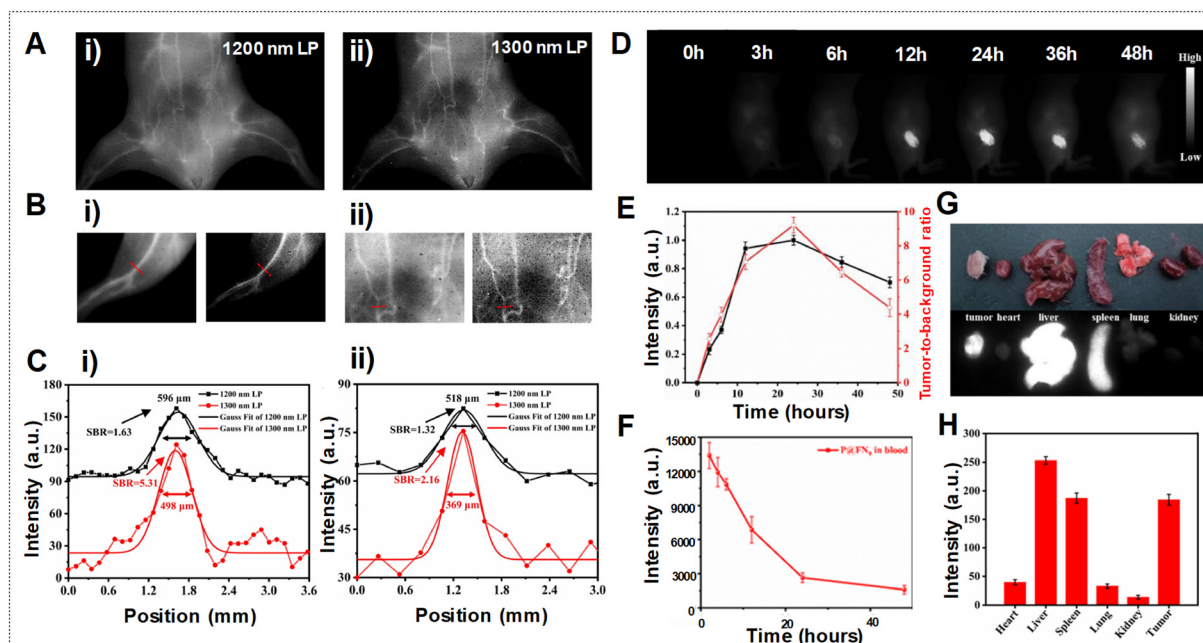 A
i)
1200 nm LP
ii)
1300 nm LP
B
i)
ii)
C
i)
180
150
120
90
60
30
0
Intensity (a.u.)
596 μm
SBR=1.63
1200 nm LP
1300 nm LP
Gauss Fit of 1200 nm LP
Gauss Fit of 1300 nm LP
SBR=5.31
498 μm
0.0 0.6 1.2 1.8 2.4 3.0 3.6
Position (mm)
ii)
90
75
60
45
30
Intensity (a.u.)
518 μm
SBR=1.32
1200 nm LP
1300 nm LP
Gauss Fit of 1200 nm LP
Gauss Fit of 1300 nm LP
SBR=2.16
369 μm
0.0 0.6 1.2 1.8 2.4 3.0
Position (mm)
D
0h 3h 6h 12h 24h 36h 48h
High
Low
E
1.2
1.0
0.8
0.6
0.4
0.2
0.0
Intensity (a.u.)
10
8
6
4
2
0
Tumor-to-background ratio
0 10 20 30 40 50
Time (hours)
F
15000
12000
9000
6000
3000
0
Intensity (a.u.)
P@FN₉ in blood
0 20 40
Time (hours)
G
tumor heart liver spleen lung kidney
H
300
250
200
150
100
50
0
Intensity (a.u.)
Heart Liver Spleen Lung Kidney Tumor